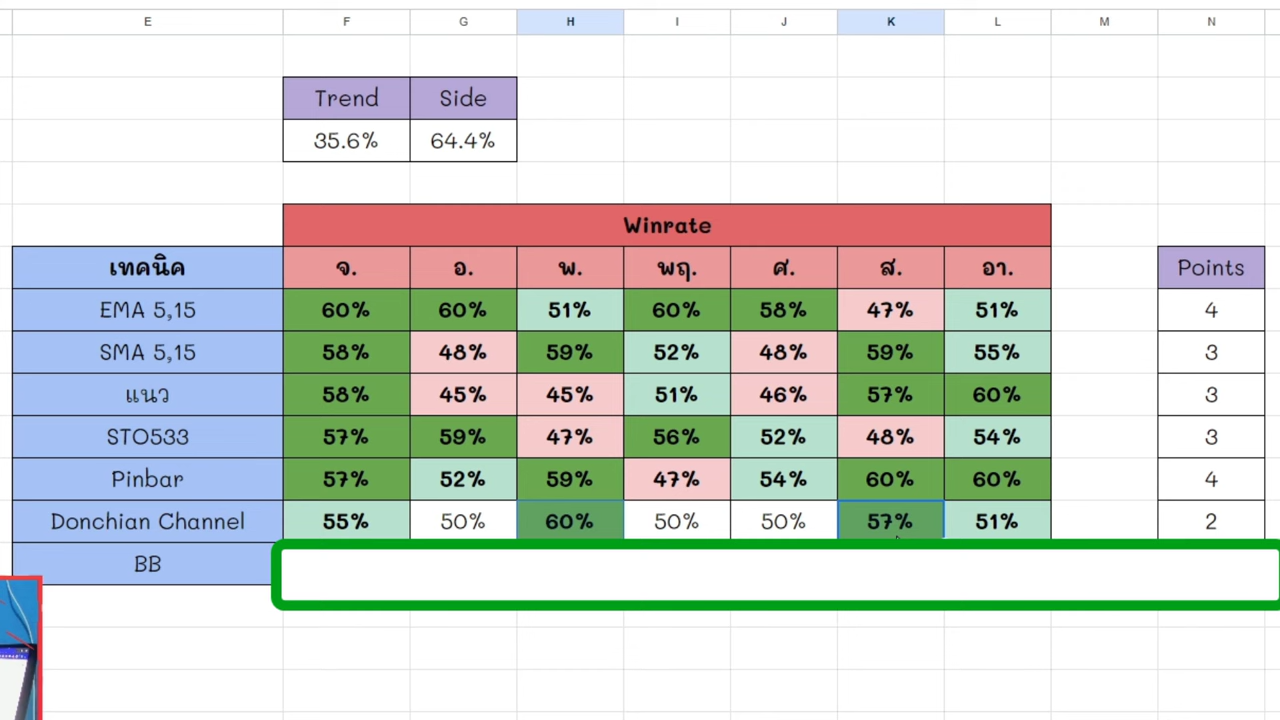 E F G H I J K L M N
Trend Side
35.6% 64.4%
Winrate
เทคนิค จ. อ. พ. พฤ. ศ. ส. อา. Points
EMA 5,15 60% 60% 51% 60% 58% 47% 51% 4
SMA 5,15 58% 48% 59% 52% 48% 59% 55% 3
แนว 58% 45% 45% 51% 46% 57% 60% 3
STO533 57% 59% 47% 56% 52% 48% 54% 3
Pinbar 57% 52% 59% 47% 54% 60% 60% 4
Donchian Channel 55% 50% 60% 50% 50% 57% 51% 2
BB